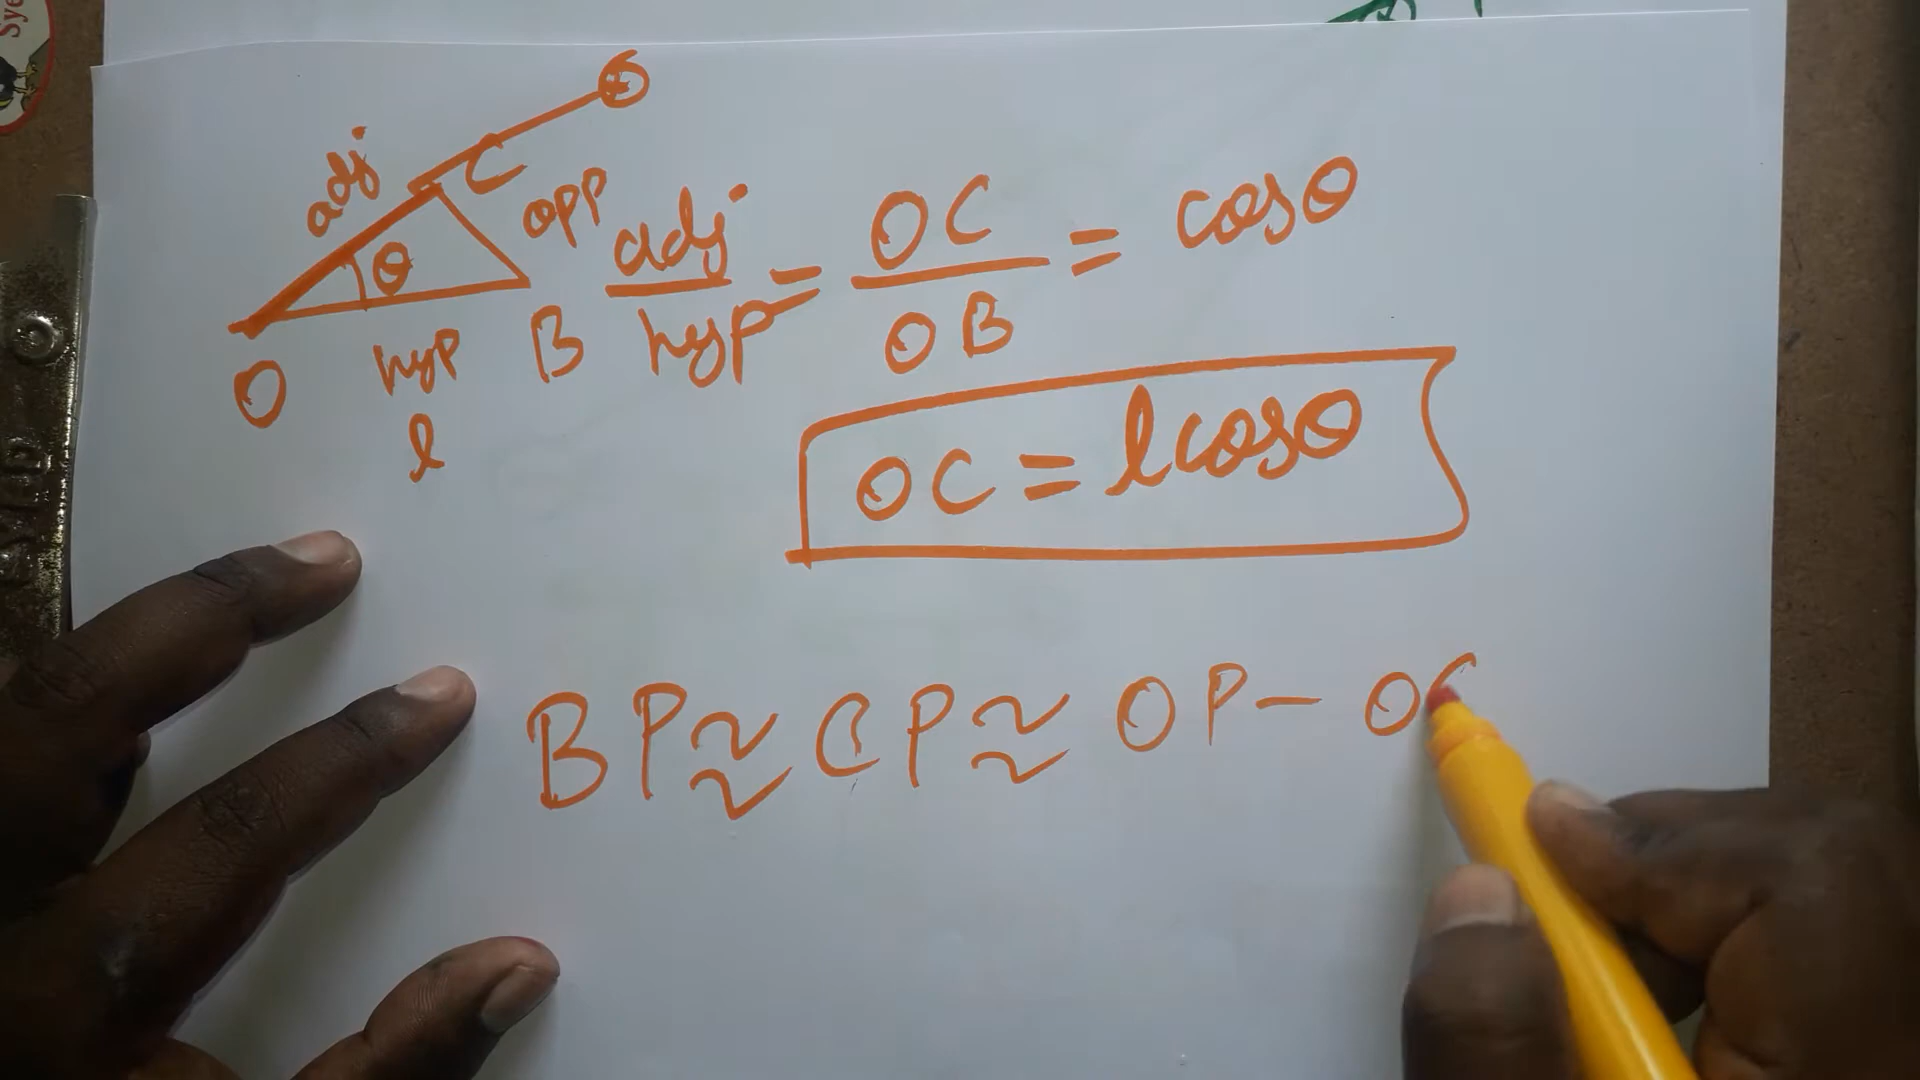 adj C
opp
θ
O hyp B
l
adj/hyp = OC/OB = cosθ
OC = lcosθ
BP ≈ CP ≈ OP - OC